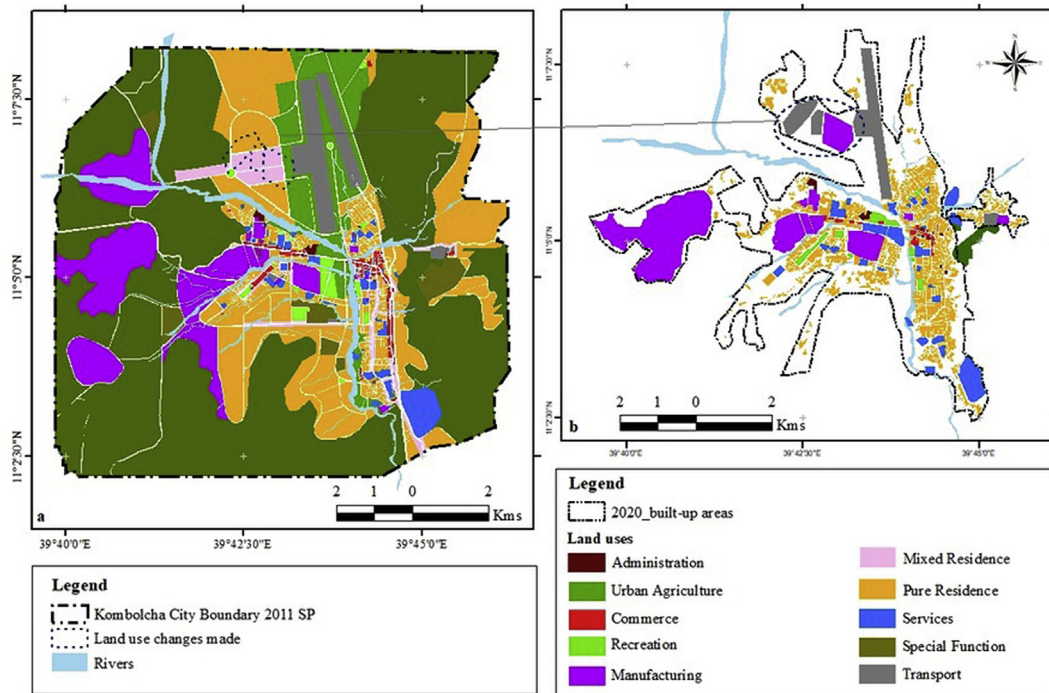 N
W E
S
11°7'30"N
11°5'0"N
11°2'30"N
2 1 0 2
Kms
a
39°40'0"E 39°42'30"E 39°45'0"E
11°7'30"N
11°5'0"N
11°2'30"N
2 1 0 2
Kms
b
39°40'0"E 39°42'30"E 39°45'0"E
Legend
Kombolcha City Boundary 2011 SP
Land use changes made
Rivers
Legend
2020_built-up areas
Land uses
Administration
Urban Agriculture
Commerce
Recreation
Manufacturing
Mixed Residence
Pure Residence
Services
Special Function
Transport